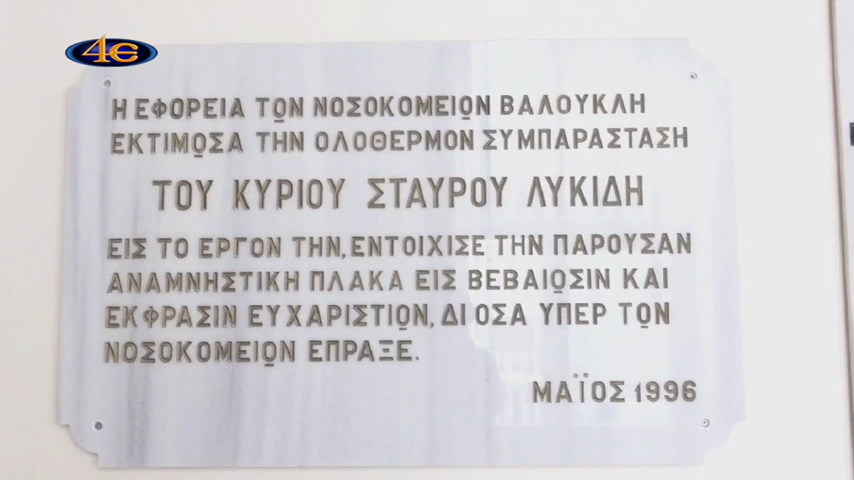 4ε
Η ΕΦΟΡΕΙΑ ΤΩΝ ΝΟΣΟΚΟΜΕΙΩΝ ΒΑΛΟΥΚΛΗ
ΕΚΤΙΜΩΣΑ ΤΗΝ ΟΛΟΘΕΡΜΟΝ ΣΥΜΠΑΡΑΣΤΑΣΗ
ΤΟΥ ΚΥΡΙΟΥ ΣΤΑΥΡΟΥ ΛΥΚΙΔΗ
ΕΙΣ ΤΟ ΕΡΓΟΝ ΤΗΝ, ΕΝΤΟΙΧΙΣΕ ΤΗΝ ΠΑΡΟΥΣΑΝ
ΑΝΑΜΝΗΣΤΙΚΗ ΠΛΑΚΑ ΕΙΣ ΒΕΒΑΙΩΣΙΝ ΚΑΙ
ΕΚΦΡΑΣΙΝ ΕΥΧΑΡΙΣΤΙΩΝ, ΔΙ ΟΣΑ ΥΠΕΡ ΤΩΝ
ΝΟΣΟΚΟΜΕΙΩΝ ΕΠΡΑΞΕ.
ΜΑΪΟΣ 1996